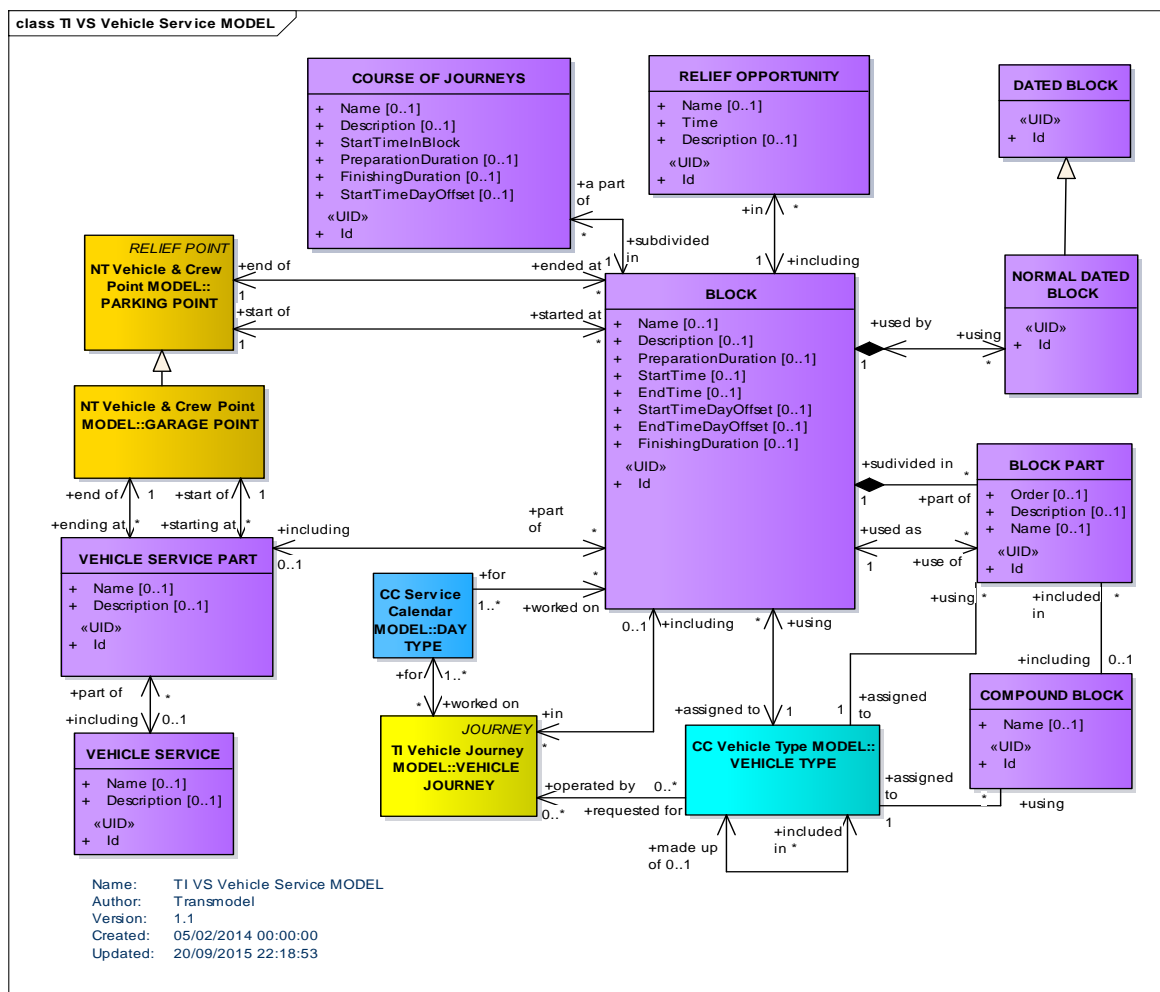 class TI VS Vehicle Service MODEL
COURSE OF JOURNEYS
+ Name [0..1]
+ Description [0..1]
+ StartTimeInBlock
+ PreparationDuration [0..1]
+ FinishingDuration [0..1]
+ StartTimeDayOffset [0..1]
«UID»
+ Id
RELIEF OPPORTUNITY
+ Name [0..1]
+ Time
+ Description [0..1]
«UID»
+ Id
DATED BLOCK
«UID»
+ Id
+a part
of
*
+subdivided
in
1
+in
*
1
+including
RELIEF POINT
NT Vehicle & Crew
Point MODEL::
PARKING POINT
+end of
1
+ended at
*
+start of
1
+started at
*
BLOCK
+ Name [0..1]
+ Description [0..1]
+ PreparationDuration [0..1]
+ StartTime [0..1]
+ EndTime [0..1]
+ StartTimeDayOffset [0..1]
+ EndTimeDayOffset [0..1]
+ FinishingDuration [0..1]
«UID»
+ Id
NORMAL DATED
BLOCK
«UID»
+ Id
+used by
1
+using
*
NT Vehicle & Crew Point
MODEL::GARAGE POINT
+end of
1
+start of
1
+ending at
*
+starting at
*
+sudivided in
1
*
+part of
BLOCK PART
+ Order [0..1]
+ Description [0..1]
+ Name [0..1]
«UID»
+ Id
+used as
1
*
+use of
VEHICLE SERVICE PART
+ Name [0..1]
+ Description [0..1]
«UID»
+ Id
+including
0..1
+part
of
*
CC Service
Calendar
MODEL::DAY
TYPE
+for
1..*
*
+worked on
+for
1..*
*
+worked on
0..1
+including
+in
*
*
+using
+assigned to
1
+using
*
+assigned
to
1
+included
in
*
+including
0..1
COMPOUND BLOCK
+ Name [0..1]
«UID»
+ Id
+part of
*
+including
0..1
VEHICLE SERVICE
+ Name [0..1]
+ Description [0..1]
«UID»
+ Id
JOURNEY
TI Vehicle Journey
MODEL::VEHICLE
JOURNEY
+operated by
0..*
0..*
+requested for
CC Vehicle Type MODEL::
VEHICLE TYPE
+assigned
to
1
*
+using
+made up
of 0..1
+included
in *
Name: TI VS Vehicle Service MODEL
Author: Transmodel
Version: 1.1
Created: 05/02/2014 00:00:00
Updated: 20/09/2015 22:18:53